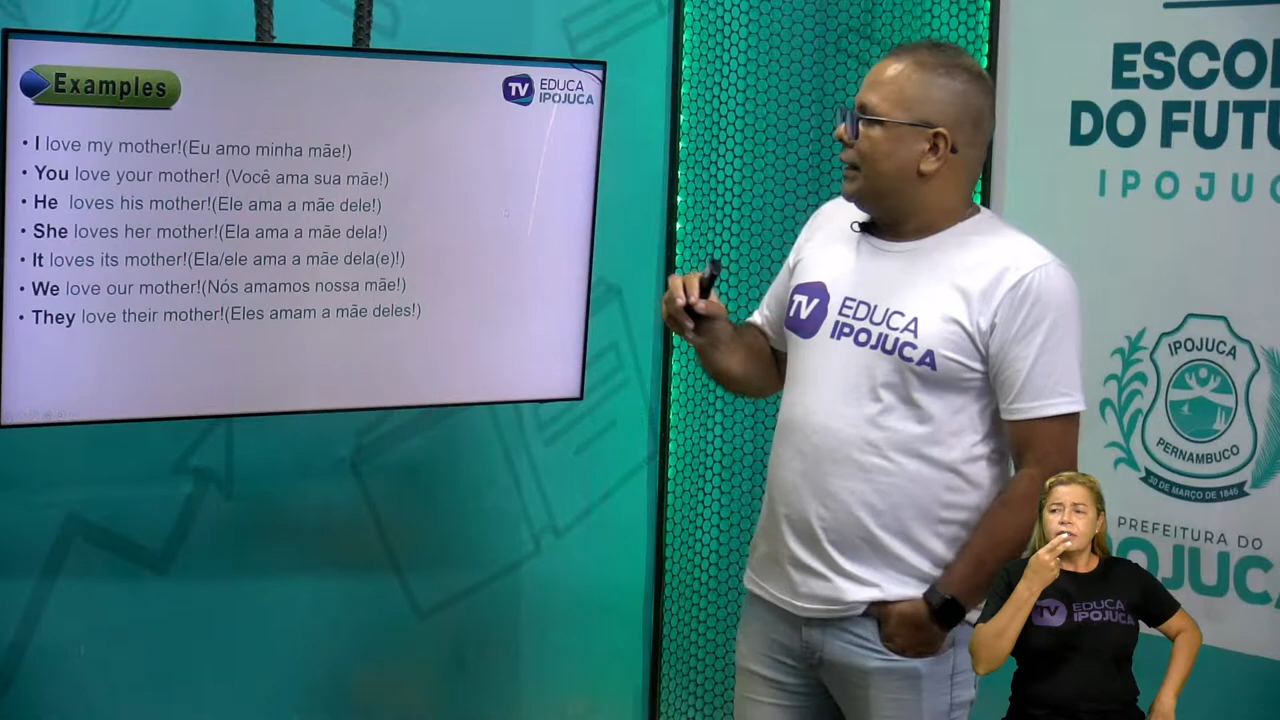 Examples
TV EDUCA
IPOJUCA
• I love my mother!(Eu amo minha mãe!)
• You love your mother! (Você ama sua mãe!)
• He loves his mother!(Ele ama a mãe dele!)
• She loves her mother!(Ela ama a mãe dela!)
• It loves its mother!(Ela/ele ama a mãe dela(e)!)
• We love our mother!(Nós amamos nossa mãe!)
• They love their mother!(Eles amam a mãe deles!)
TV EDUCA
IPOJUCA
ESCOL
DO FUTU
IPOJUC
IPOJUCA
PERNAMBUCO
30 DE MARÇO DE 1846
PREFEITURA DO
IPOJUCA
TV EDUCA
IPOJUCA